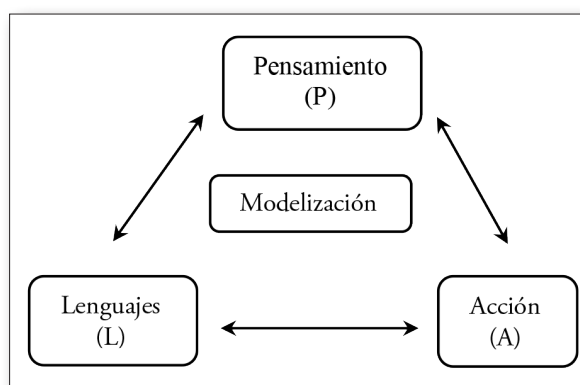 Pensamiento
(P)
Modelización
Lenguajes
(L)
Acción
(A)